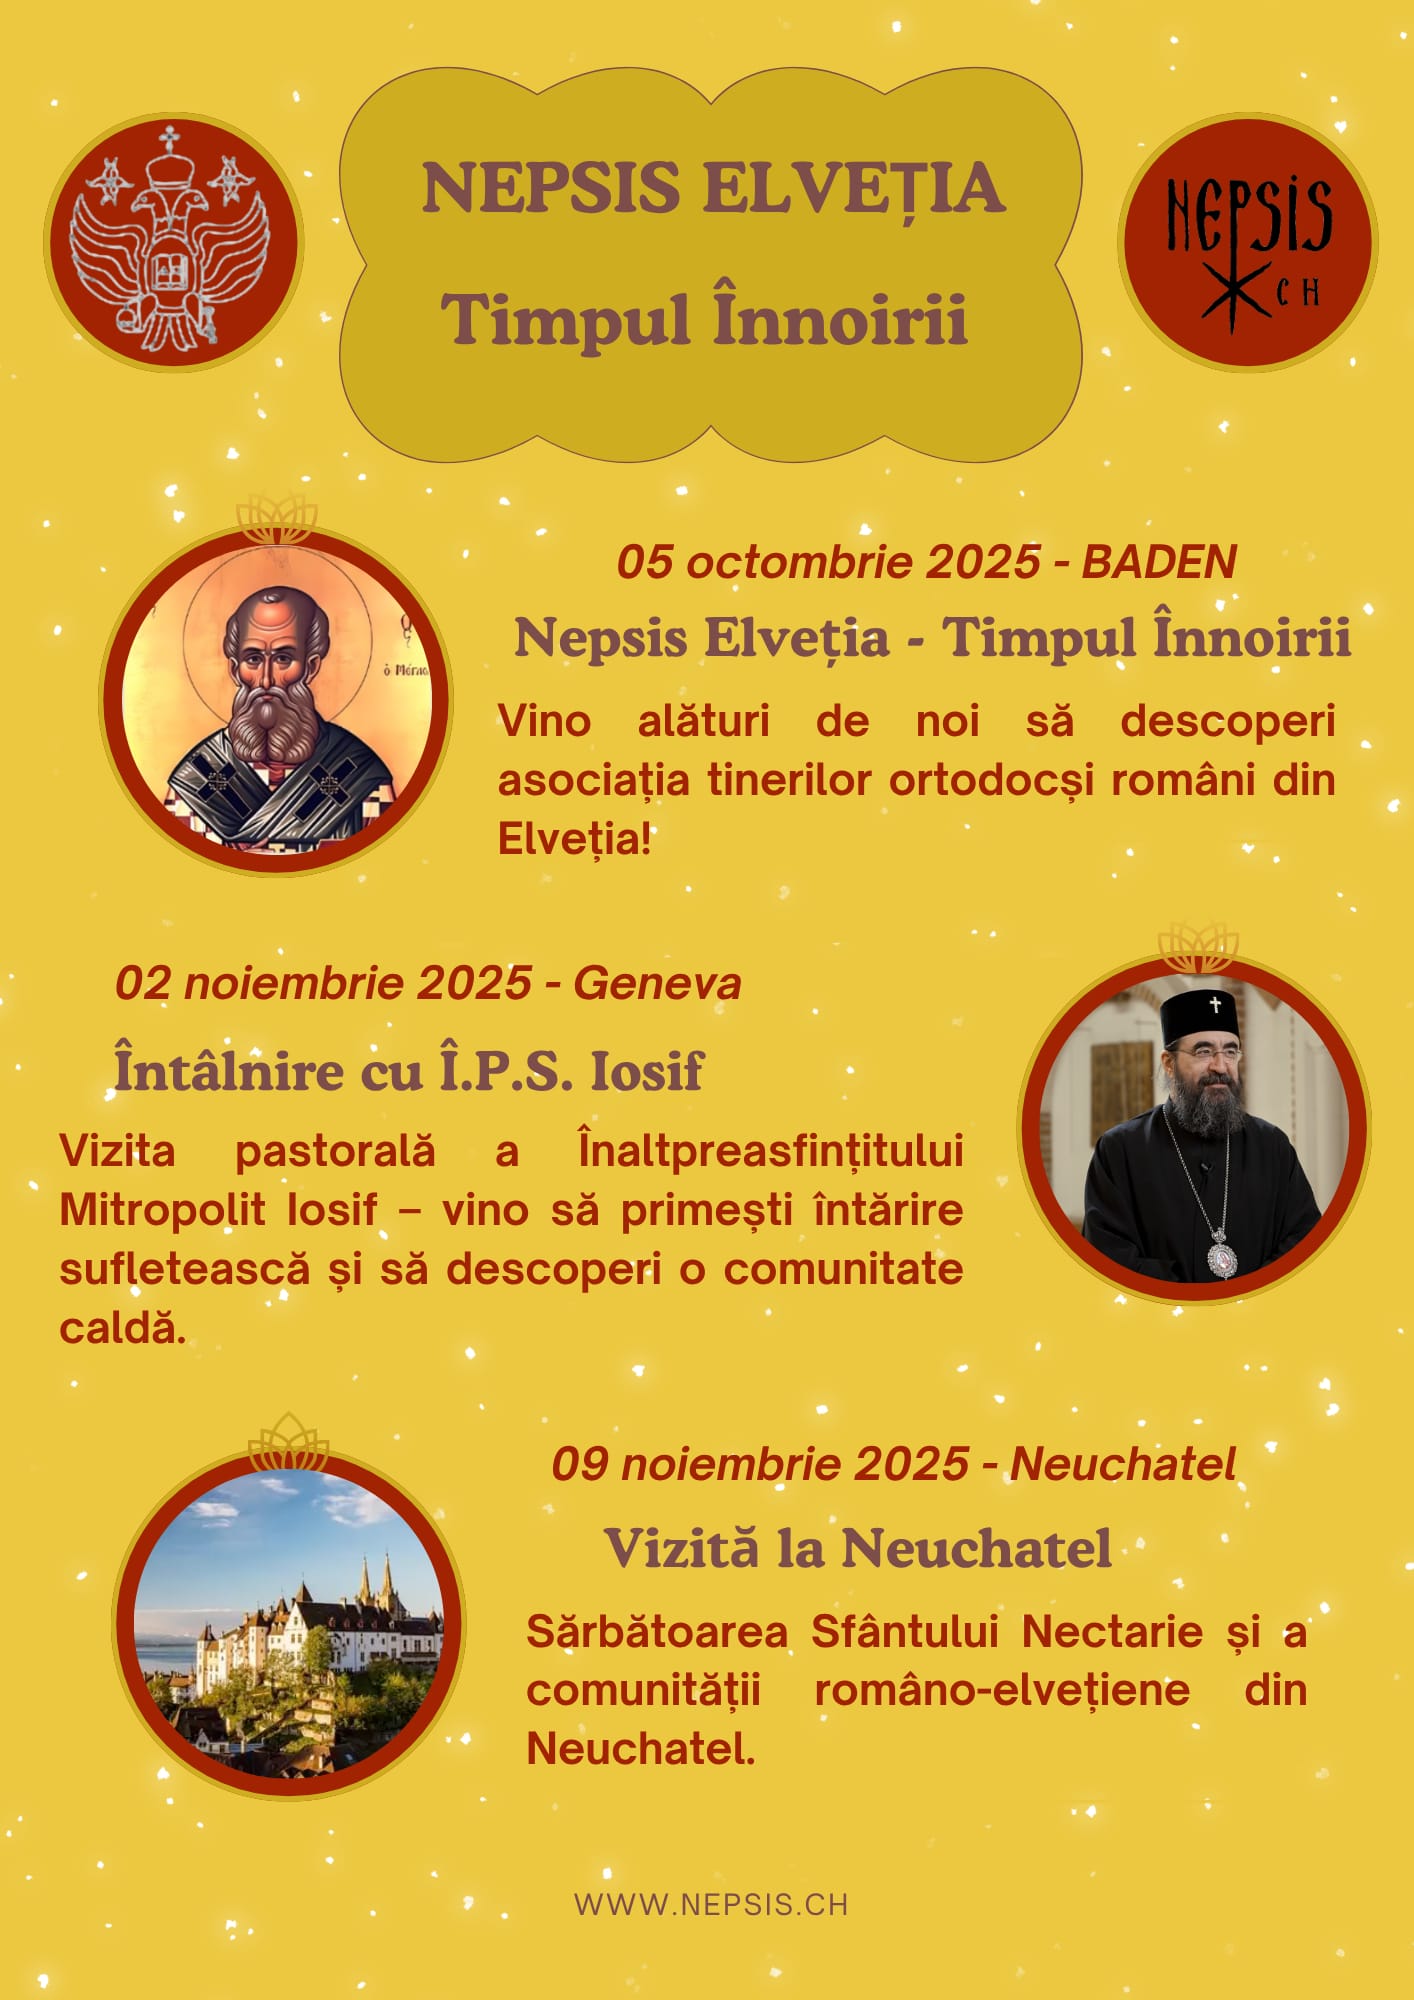 NEPSIS ELVEȚIA
Timpul Înnoirii
NEPSIS
CH
05 octombrie 2025 - BADEN
Nepsis Elveția - Timpul Înnoirii
Vino alături de noi să descoperi
asociația tinerilor ortodocși români din
Elveția!
ὁ Μέγας
02 noiembrie 2025 - Geneva
Întâlnire cu Î.P.S. Iosif
Vizita pastorală a Înaltpreasfințitului
Mitropolit Iosif – vino să primești întărire
sufletească și să descoperi o comunitate
caldă.
09 noiembrie 2025 - Neuchatel
Vizită la Neuchatel
Sărbătoarea Sfântului Nectarie și a
comunității româno-elvețiene din
Neuchatel.
WWW.NEPSIS.CH